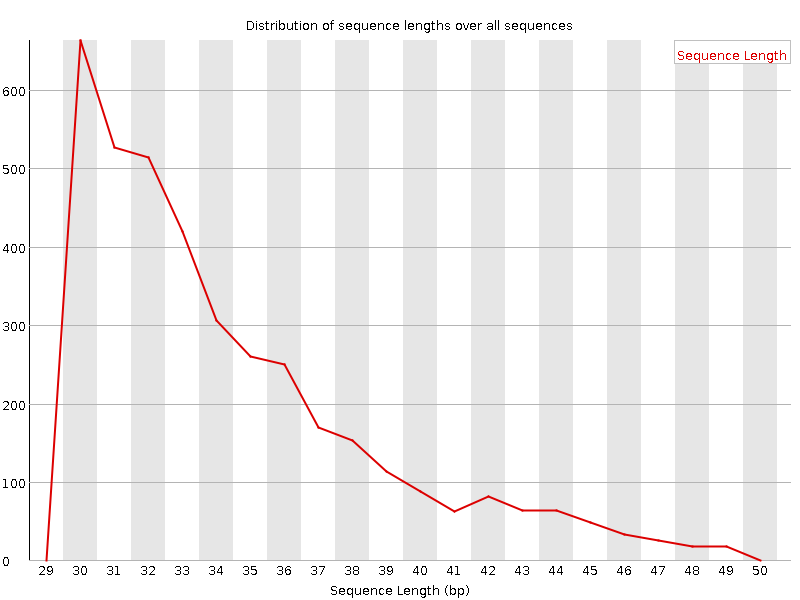 Distribution of sequence lengths over all sequences
Sequence Length
600
500
400
300
200
100
0
29 30 31 32 33 34 35 36 37 38 39 40 41 42 43 44 45 46 47 48 49 50
Sequence Length (bp)